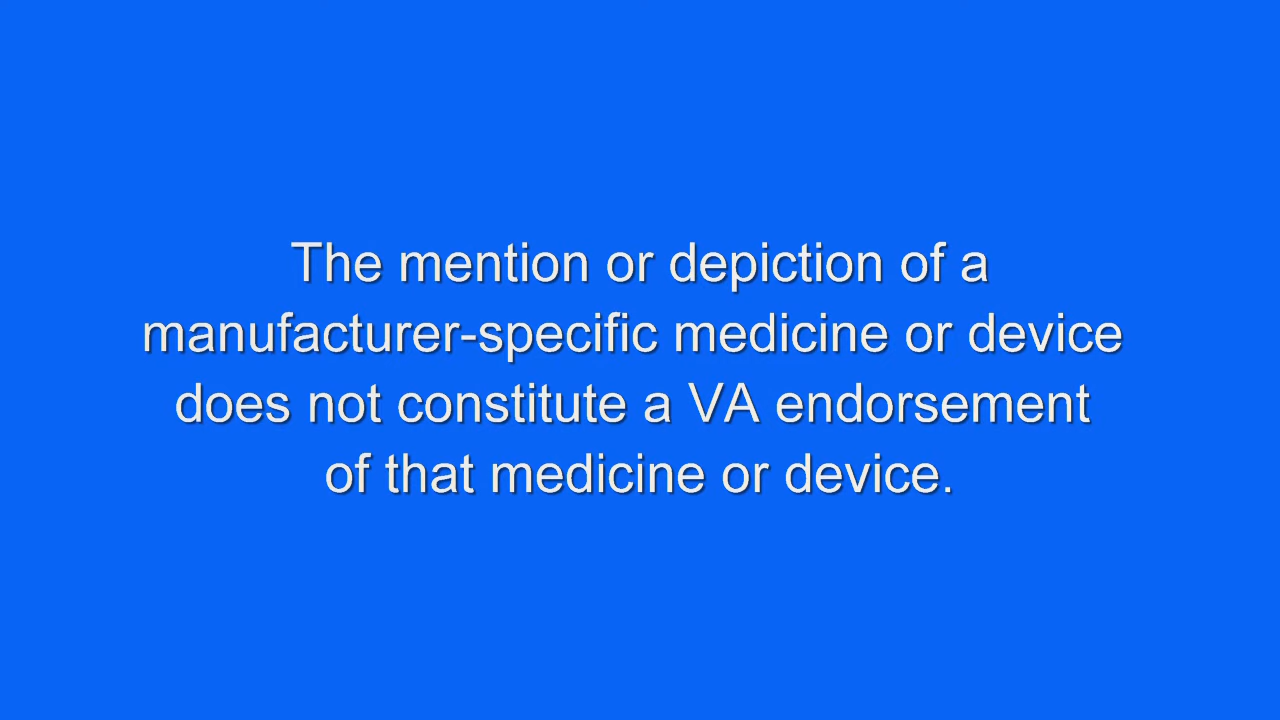 The mention or depiction of a
manufacturer-specific medicine or device
does not constitute a VA endorsement
of that medicine or device.